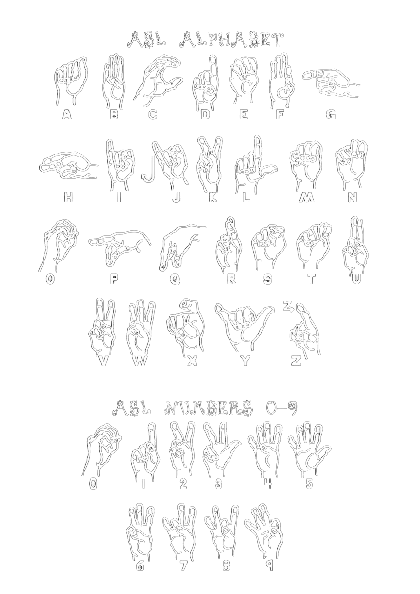 ASL ALPHABET
A B C D E F G
H I J K L M N
O P Q R S T U
V W X Y Z
Z
ASL NUMBERS 0-9
0 1 2 3 4 5
6 7 8 9